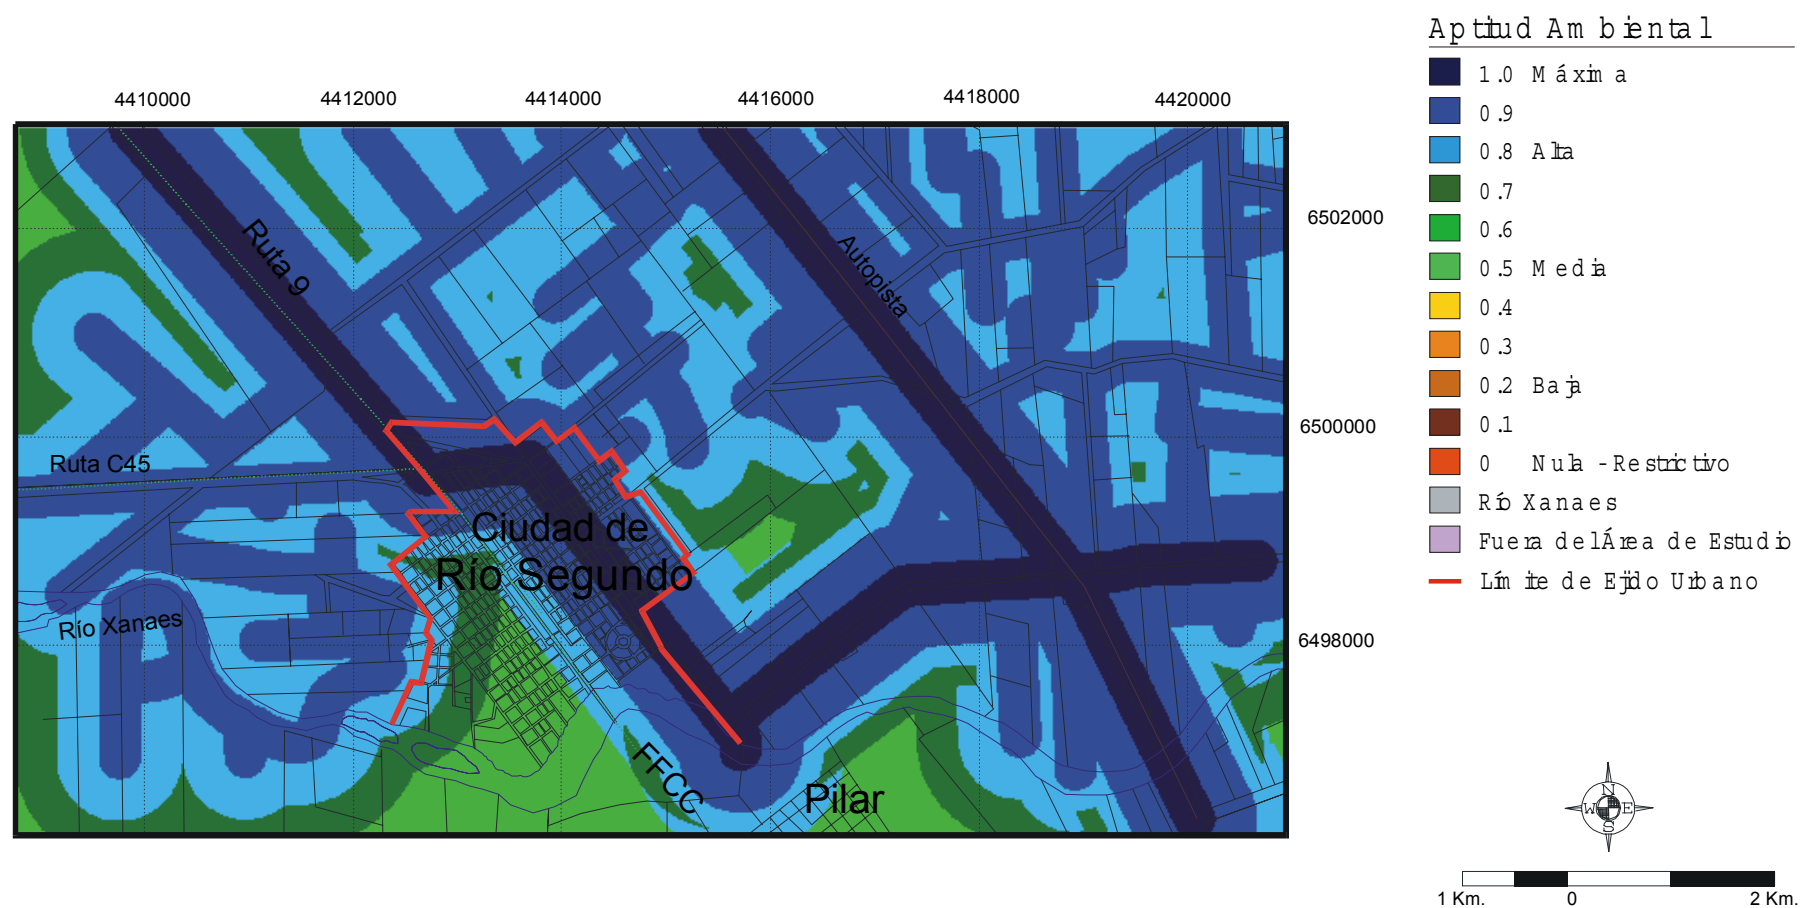 Aptitud Ambiental
1.0 Máxima
0.9
0.8 Alta
0.7
0.6
0.5 Media
0.4
0.3
0.2 Baja
0.1
0 Nula - Restrictivo
Río Xanaes
Fuera del Área de Estudio
Límite de Ejido Urbano
4410000 4412000 4414000 4416000 4418000 4420000
6502000
6500000
6498000
Ruta 9
Autopista
Ruta C45
Ciudad de
Río Segundo
Río Xanaes
FFCC
Pilar
N
W E
S
1 Km. 0 2 Km.